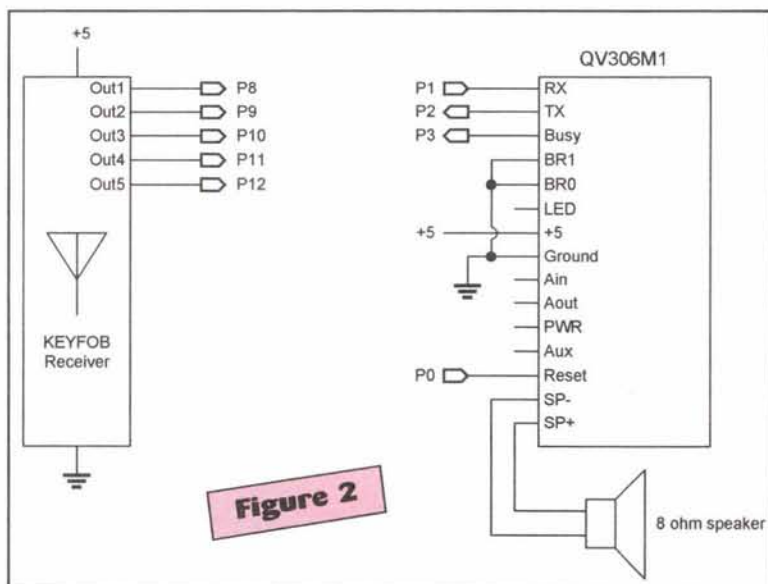 +5
Out1
P8
Out2
P9
Out3
P10
Out4
P11
Out5
P12
KEYFOB
Receiver
QV306M1
P1
RX
P2
TX
P3
Busy
BR1
BR0
LED
+5
+5
Ground
Ain
Aout
PWR
Aux
P0
Reset
SP-
SP+
8 ohm speaker
Figure 2